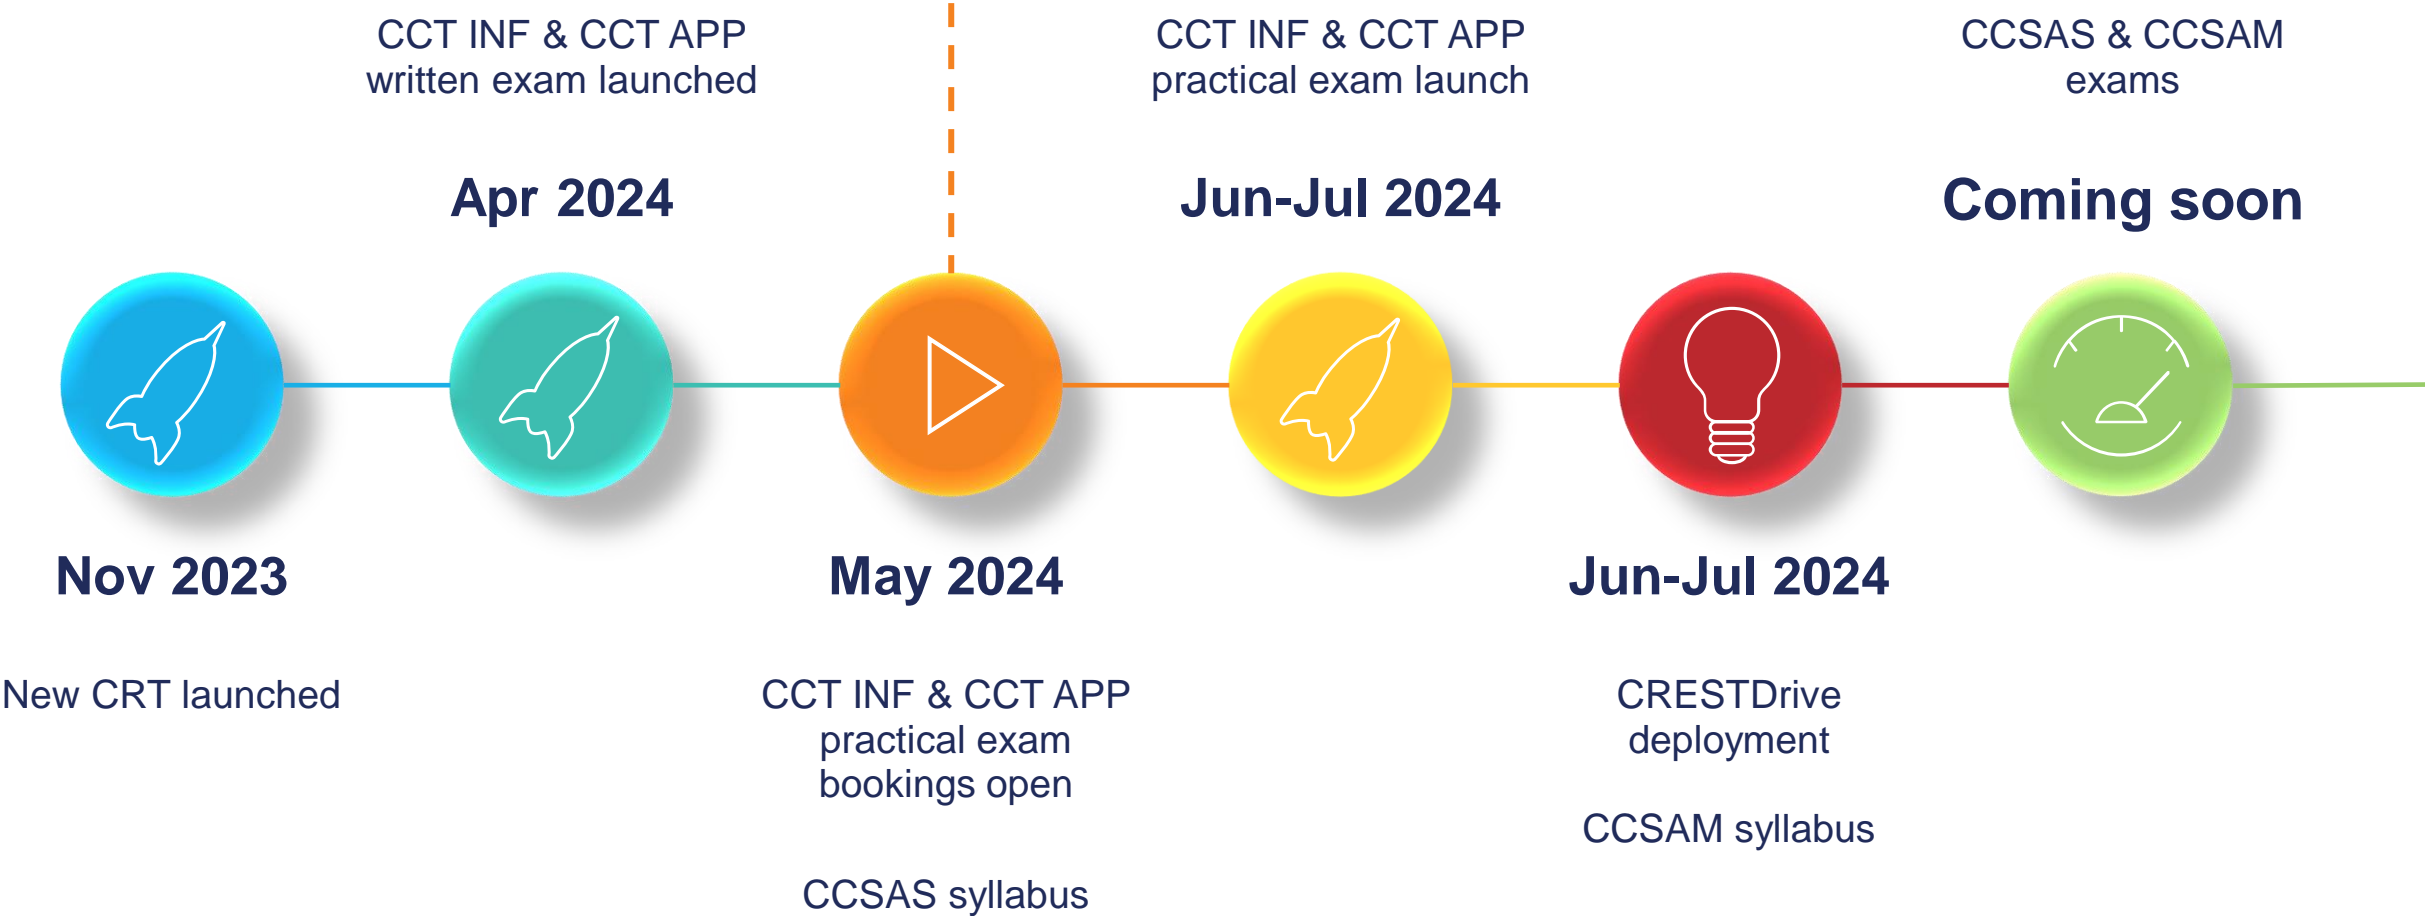 CCT INF & CCT APP
written exam launched
CCT INF & CCT APP
practical exam launch
CCSAS & CCSAM
exams
Apr 2024
Jun-Jul 2024
Coming soon
Nov 2023
May 2024
Jun-Jul 2024
New CRT launched
CCT INF & CCT APP
practical exam
bookings open
CCSAS syllabus
CRESTDrive
deployment
CCSAM syllabus